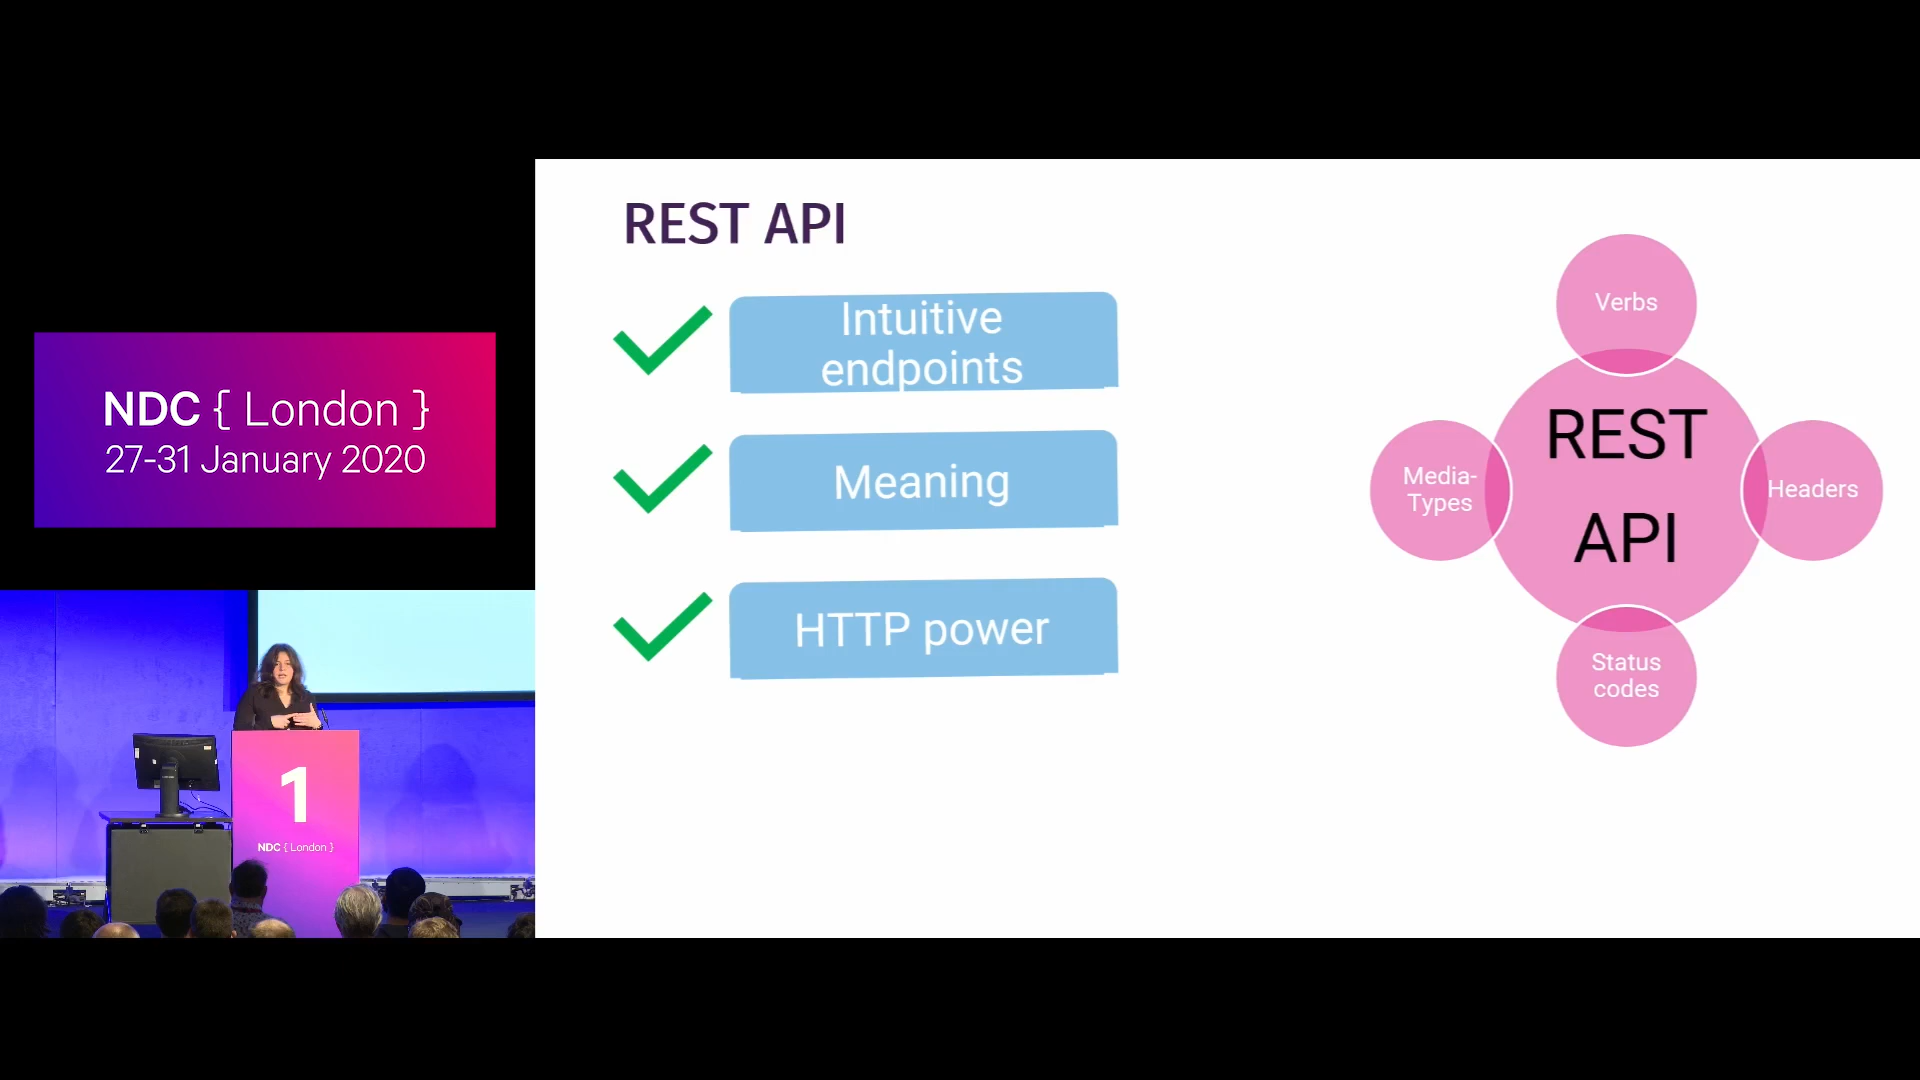 NDC { London }
27-31 January 2020
1
NDC { London }
REST API
Intuitive
endpoints
Meaning
HTTP power
Verbs
REST
API
Media-
Types
Headers
Status
codes